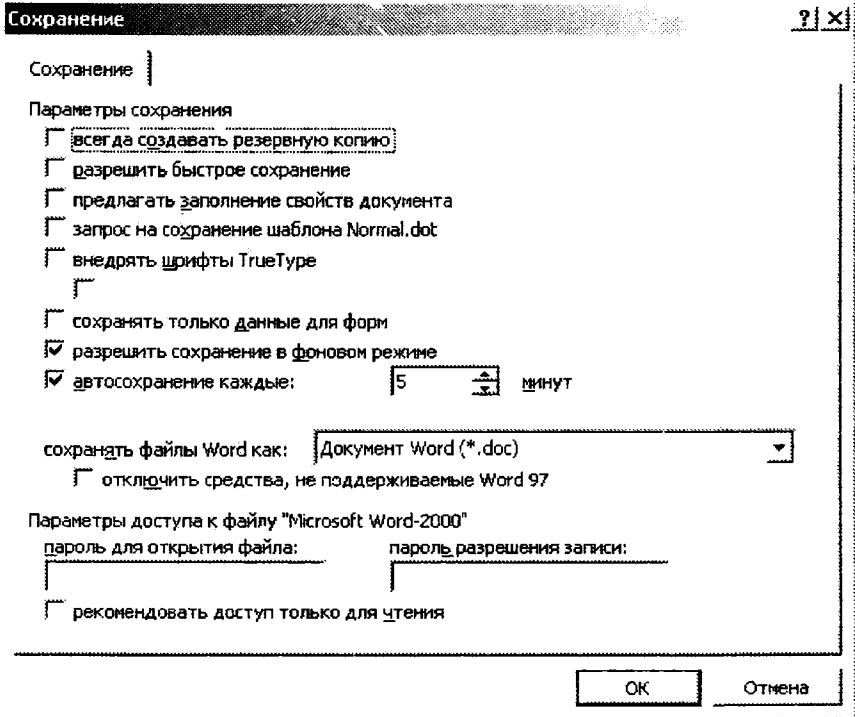 Сохранение
Сохранение
Параметры сохранения
всегда создавать резервную копию
разрешить быстрое сохранение
предлагать заполнение свойств документа
запрос на сохранение шаблона Normal.dot
внедрять шрифты TrueType
сохранять только данные для форм
разрешить сохранение в фоновом режиме
автосохранение каждые: 5 минут
сохранять файлы Word как: Документ Word (*.doc)
отключить средства, не поддерживаемые Word 97
Параметры доступа к файлу "Microsoft Word-2000"
пароль для открытия файла: пароль разрешения записи:
рекомендовать доступ только для чтения
OK Отмена